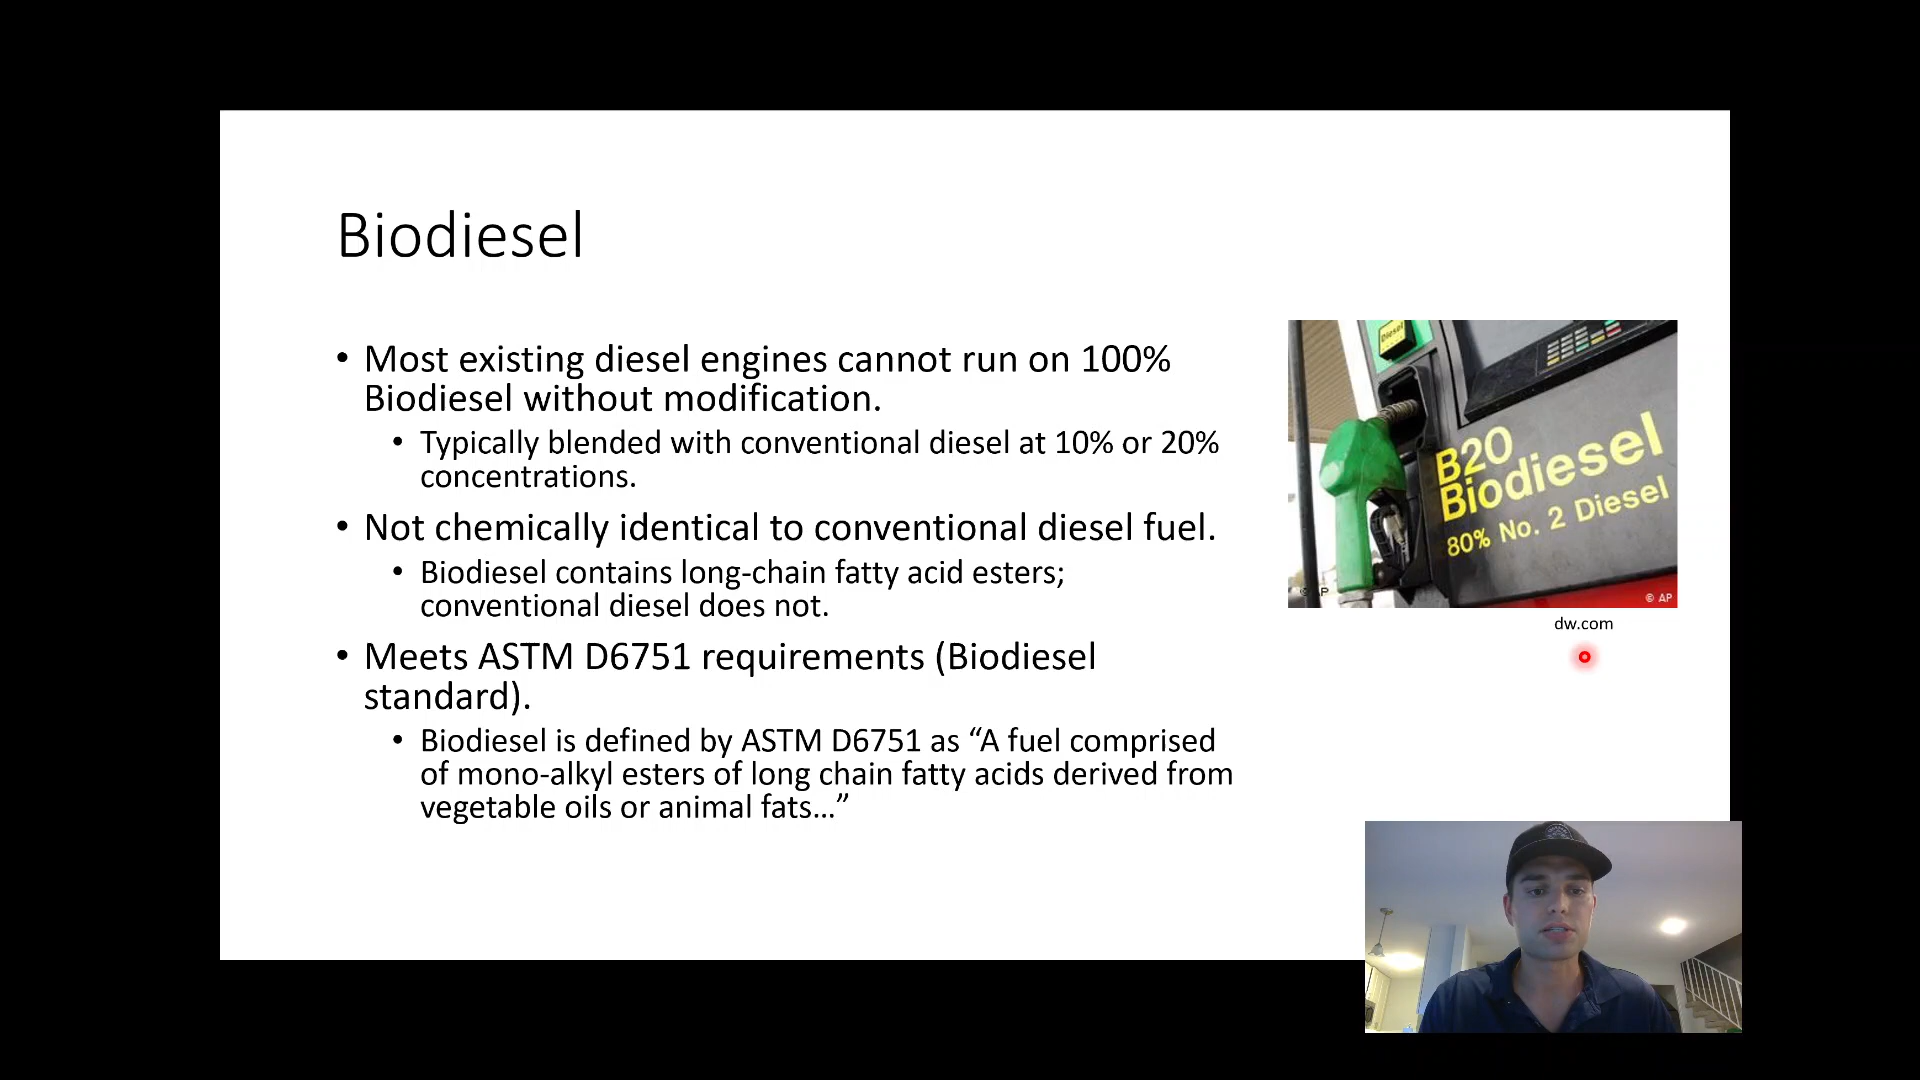 Biodiesel
• Most existing diesel engines cannot run on 100%
Biodiesel without modification.
• Typically blended with conventional diesel at 10% or 20%
concentrations.
• Not chemically identical to conventional diesel fuel.
• Biodiesel contains long-chain fatty acid esters;
conventional diesel does not.
• Meets ASTM D6751 requirements (Biodiesel
standard).
• Biodiesel is defined by ASTM D6751 as “A fuel comprised
of mono-alkyl esters of long chain fatty acids derived from
vegetable oils or animal fats…”
Diesel
B20
Biodiesel
80% No. 2 Diesel
© AP
dw.com